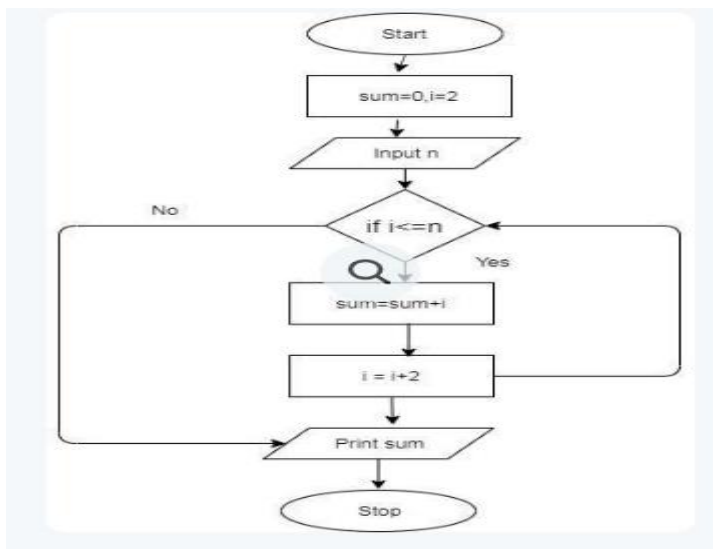 Start
sum=0,i=2
Input n
No
if i<=n
Yes
sum=sum+i
i = i+2
Print sum
Stop